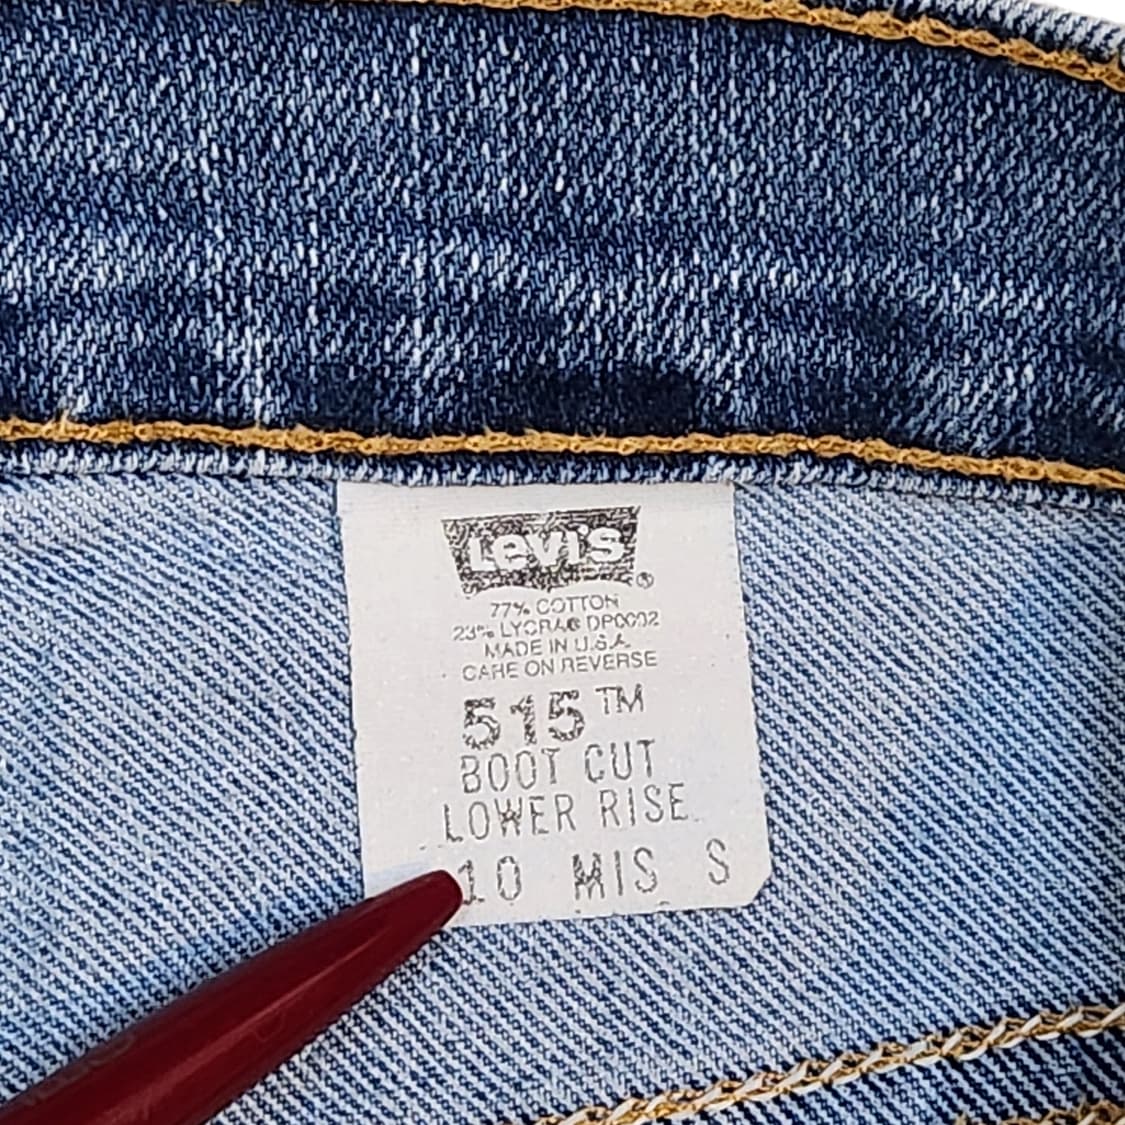 Levi's®
77% COTTON
23% LYCRA® DP0002
MADE IN U.S.A.
CARE ON REVERSE
515™
BOOT CUT
LOWER RISE
10 MIS S